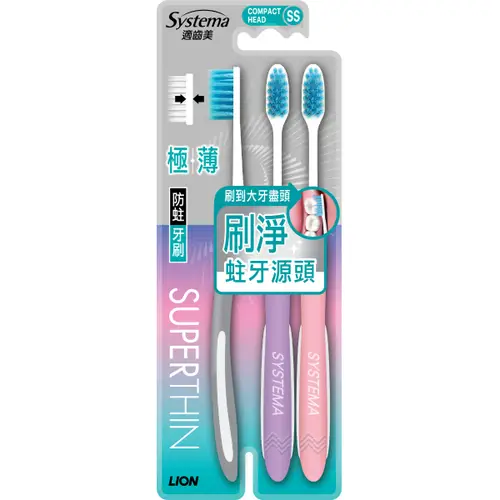 Systema
適齒美
COMPACT
HEAD
SS
極薄
防蛀牙刷
刷到大牙盡頭
刷淨
蛀牙源頭
SUPERTHIN
SYSTEMA
SYSTEMA
LION